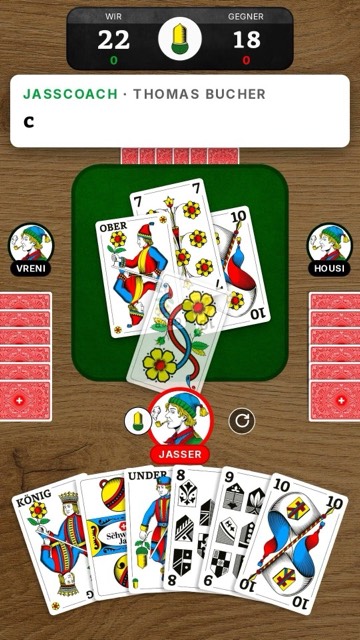 WIR
22
0
GEGNER
18
0
JASSCOACH · THOMAS BUCHER
c
7
7
OBER
10
10
VRENI
HOUSI
JASSER
KÖNIG
UNDER
8
8
9
9
10
10
10